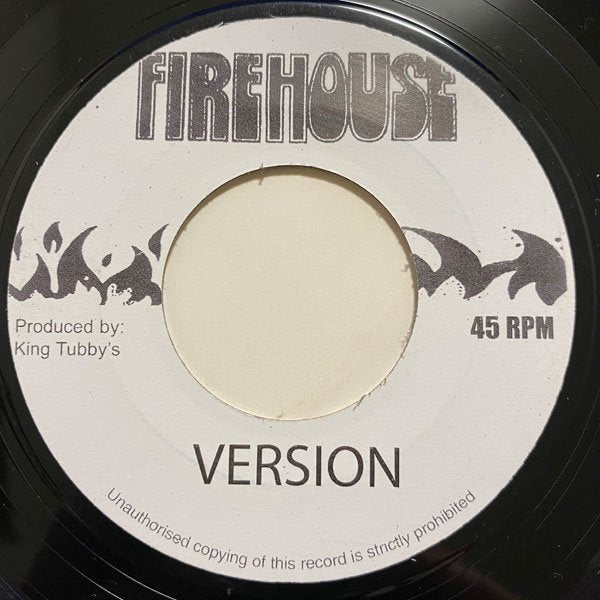 FIREHOUSE
Produced by:
King Tubby's
45 RPM
VERSION
Unauthorised copying of this record is strictly prohibited